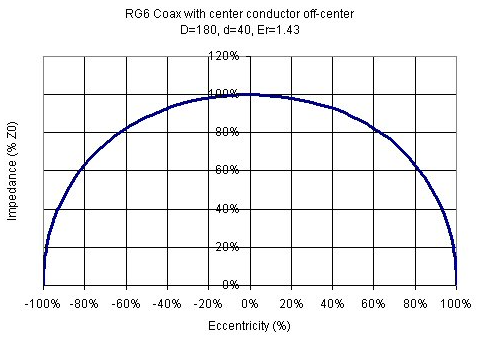 RG6 Coax with center conductor off-center
D=180, d=40, Er=1.43
120%
100%
80%
60%
40%
20%
0%
Impedance (% Z0)
-100% -80% -60% -40% -20% 0% 20% 40% 60% 80% 100%
Eccentricity (%)